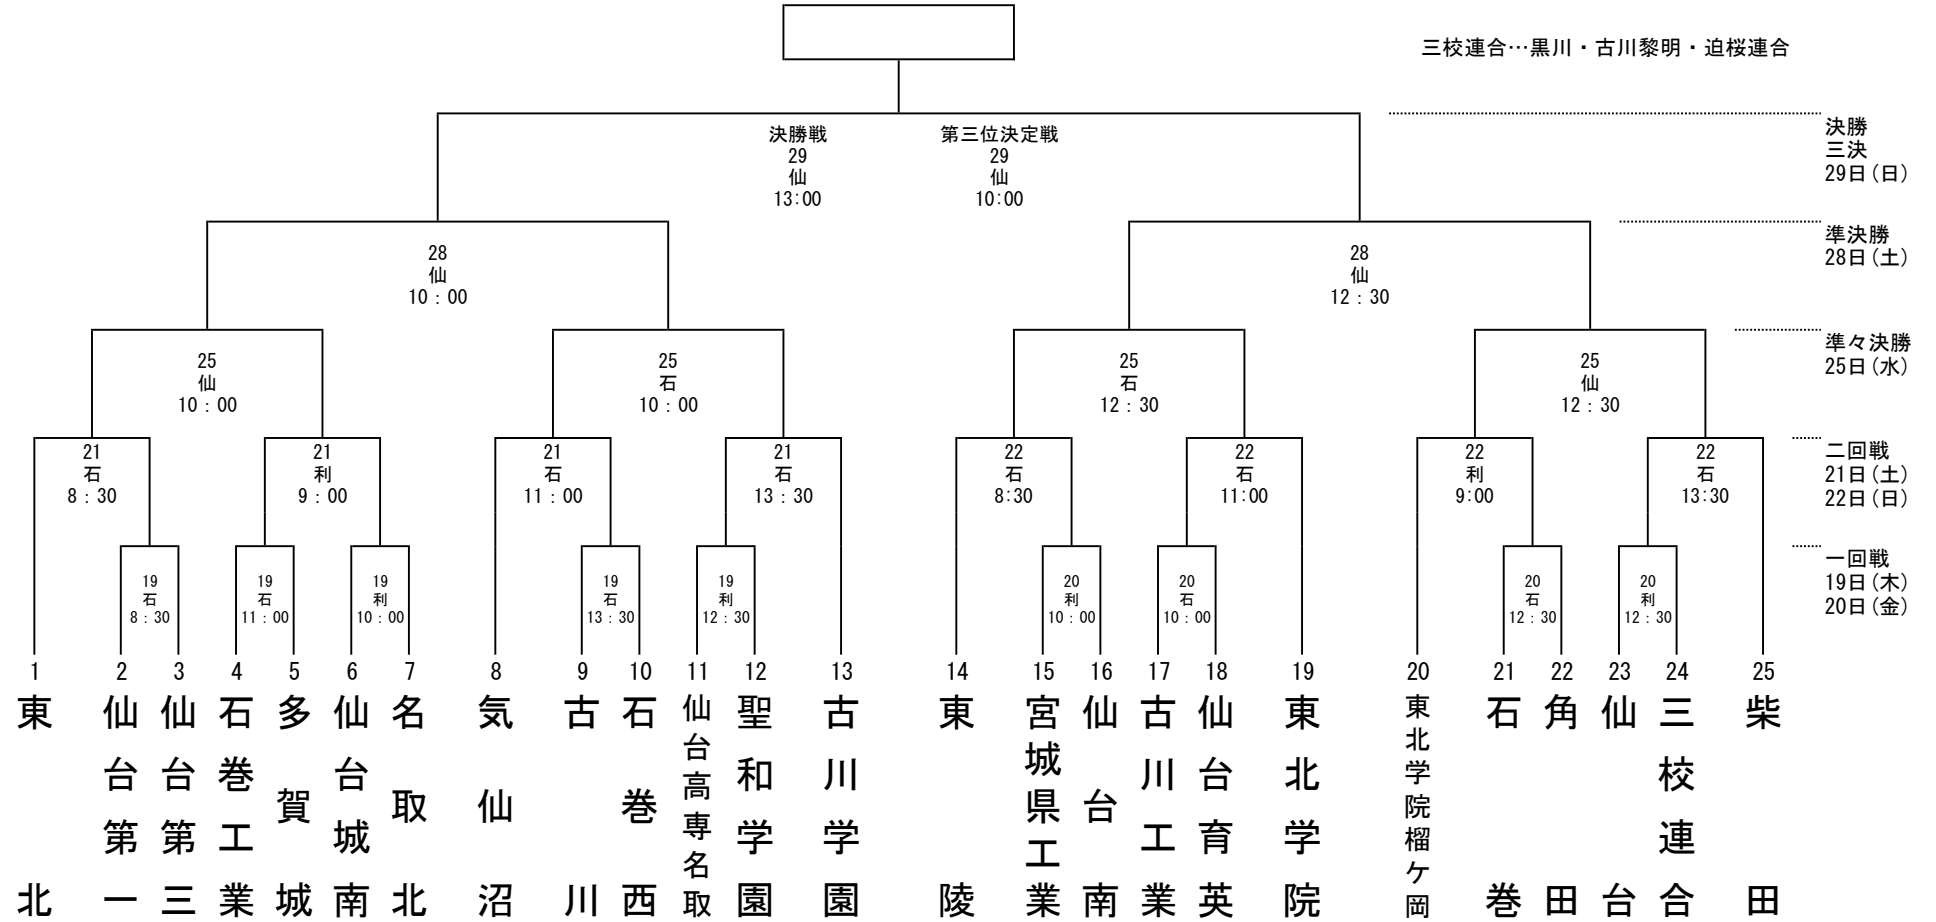 三校連合…黒川・古川黎明・迫桜連合
決勝戦
29
仙
13:00
第三位決定戦
29
仙
10:00
決勝
三決
29日(日)
28
仙
10：00
28
仙
12：30
準決勝
28日(土)
25
仙
10：00
25
石
10：00
25
石
12：30
25
仙
12：30
準々決勝
25日(水)
21
石
8：30
21
利
9：00
21
石
11：00
21
石
13：30
22
石
8:30
22
石
11:00
22
利
9:00
22
石
13:30
二回戦
21日(土)
22日(日)
19
石
8：30
19
石
11：00
19
利
10：00
19
石
13：30
19
利
12：30
20
利
10：00
20
石
10：00
20
石
12：30
20
利
12：30
一回戦
19日(木)
20日(金)
1
東北
2
仙台第一
3
仙台第三
4
石巻工業
5
多賀城
6
仙台城南
7
名取北
8
気仙沼
9
古川
10
石巻西
11
仙台高専名取
12
聖和学園
13
古川学園
14
東陵
15
宮城県工業
16
仙台南
17
古川工業
18
仙台育英
19
東北学院
20
東北学院榴ケ岡
21
石巻
22
角田
23
仙台
24
三校連合
25
柴田